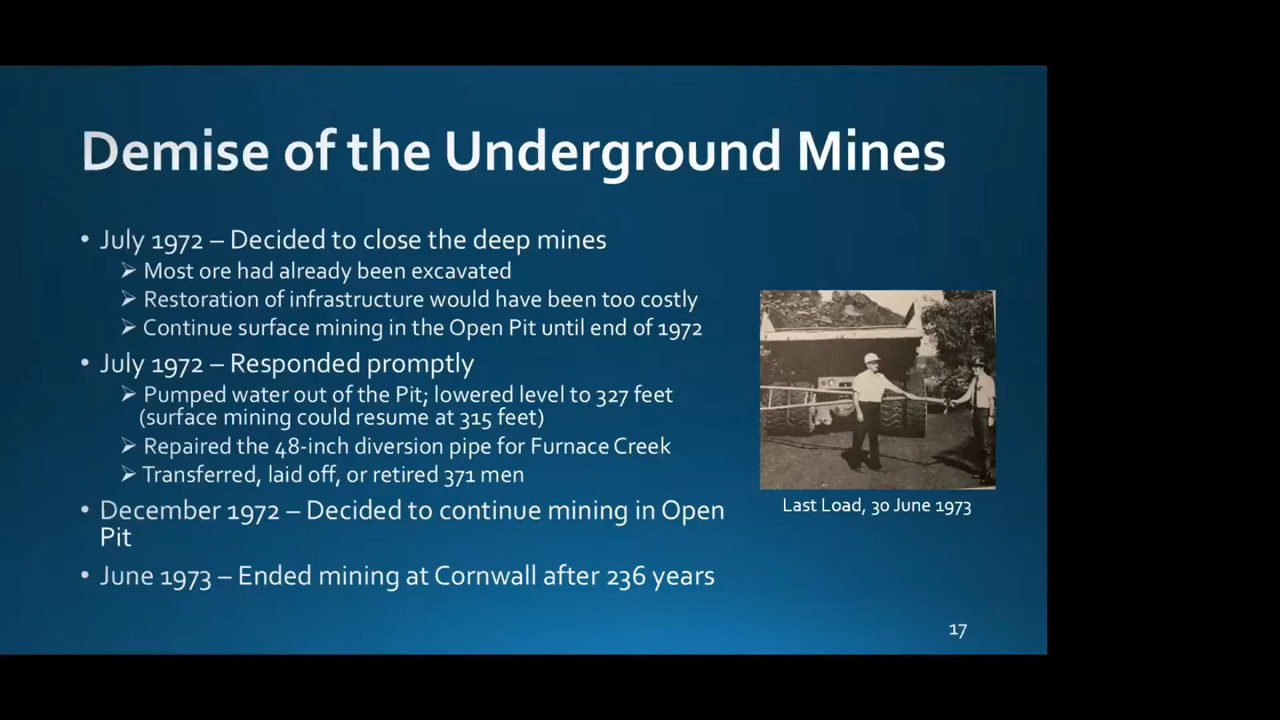 Demise of the Underground Mines
• July 1972 – Decided to close the deep mines
➢ Most ore had already been excavated
➢ Restoration of infrastructure would have been too costly
➢ Continue surface mining in the Open Pit until end of 1972
• July 1972 – Responded promptly
➢ Pumped water out of the Pit; lowered level to 327 feet
(surface mining could resume at 315 feet)
➢ Repaired the 48-inch diversion pipe for Furnace Creek
➢ Transferred, laid off, or retired 371 men
• December 1972 – Decided to continue mining in Open
Pit
• June 1973 – Ended mining at Cornwall after 236 years
Last Load, 30 June 1973
17